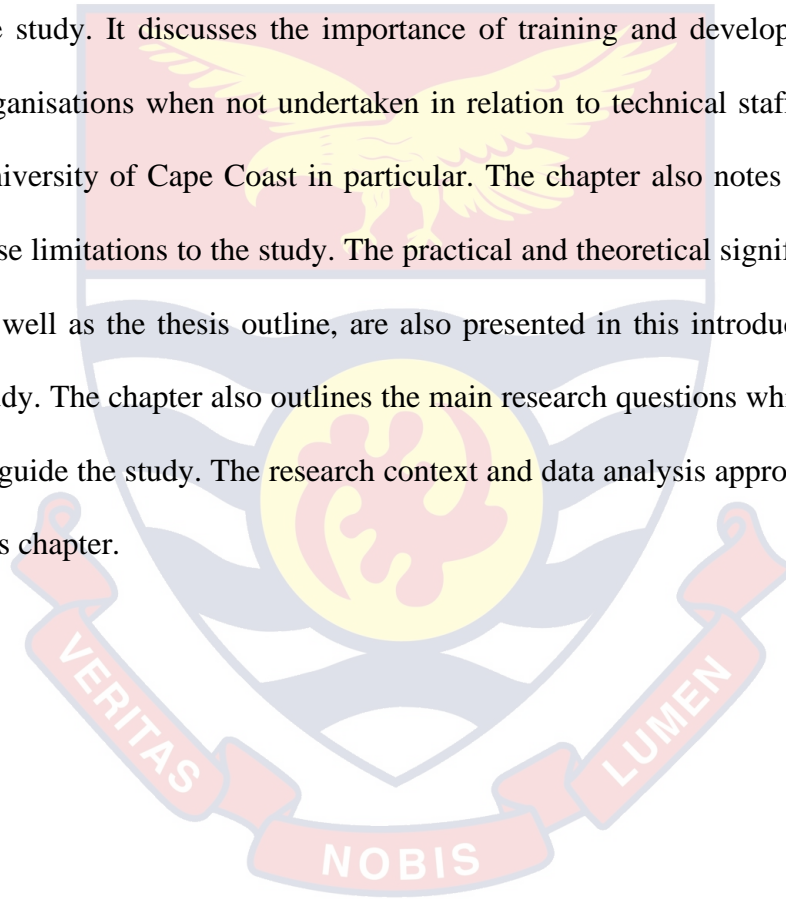 study. It discusses the importance of training and develop
ganisations when not undertaken in relation to technical staf
niversity of Cape Coast in particular. The chapter also notes
se limitations to the study. The practical and theoretical signif
well as the thesis outline, are also presented in this introduc
dy. The chapter also outlines the main research questions wh
guide the study. The research context and data analysis appro
s chapter.
VERITAS
NOBIS
LUMEN